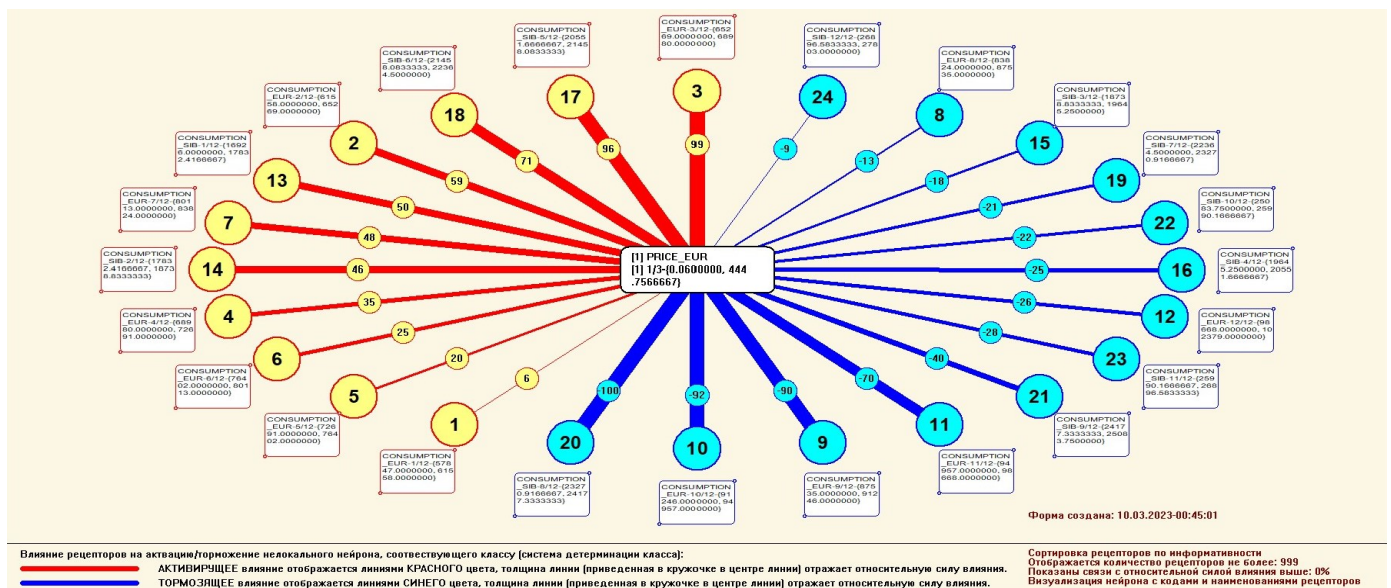 CONSUMPTION
_SIB-5/12-{2055
1.6666667, 2145
8.0833333}
CONSUMPTION
_EUR-3/12-{652
69.0000000, 689
80.0000000}
CONSUMPTION
_SIB-12/12-{268
96.5833333, 278
03.0000000}
CONSUMPTION
_SIB-6/12-{2145
8.0833333, 2236
4.5000000}
CONSUMPTION
_EUR-8/12-{838
24.0000000, 875
35.0000000}
CONSUMPTION
_EUR-2/12-{615
58.0000000, 652
69.0000000}
CONSUMPTION
_SIB-3/12-{1873
8.8333333, 1964
5.2500000}
CONSUMPTION
_SIB-1/12-{1692
6.0000000, 1783
2.4166667}
CONSUMPTION
_SIB-7/12-{2236
4.5000000, 2327
0.9166667}
CONSUMPTION
_EUR-7/12-{801
13.0000000, 838
24.0000000}
CONSUMPTION
_SIB-10/12-{250
83.7500000, 259
90.1666667}
CONSUMPTION
_SIB-2/12-{1783
2.4166667, 1873
8.8333333}
CONSUMPTION
_SIB-4/12-{1964
5.2500000, 2055
1.6666667}
CONSUMPTION
_EUR-4/12-{689
80.0000000, 726
91.0000000}
CONSUMPTION
_EUR-12/12-{98
668.0000000, 10
2379.0000000}
CONSUMPTION
_EUR-6/12-{764
02.0000000, 801
13.0000000}
CONSUMPTION
_SIB-11/12-{259
90.1666667, 268
96.5833333}
CONSUMPTION
_EUR-5/12-{726
91.0000000, 764
02.0000000}
CONSUMPTION
_SIB-9/12-{2417
7.3333333, 2508
3.7500000}
CONSUMPTION
_EUR-1/12-{578
47.0000000, 615
58.0000000}
CONSUMPTION
_SIB-8/12-{2327
0.9166667, 2417
7.3333333}
CONSUMPTION
_EUR-10/12-{91
246.0000000, 94
957.0000000}
CONSUMPTION
_EUR-9/12-{875
35.0000000, 912
46.0000000}
CONSUMPTION
_EUR-11/12-{94
957.0000000, 98
668.0000000}
17
3
24
18
8
2
15
13
19
7
22
14
16
4
12
6
23
5
21
1
20
10
9
11
96
99
-9
71
-13
59
-18
50
-21
48
-22
46
-25
35
-26
25
-28
20
-40
6
-100
-92
-90
-70
[1] PRICE_EUR
[1] 1/3-{0.0600000, 444
.7566667}
Форма создана: 10.03.2023-00:45:01
Влияние рецепторов на актвацию/торможение нелокального нейрона, соотвествующего классу (система детерминации класса):
АКТИВИРУЩЕЕ влияние отображается линиями КРАСНОГО цвета, толщина линии (приведенная в кружочке в центре линии) отражает относительную силу влияния.
ТОРМОЗЯЩЕЕ влияние отображается линиями СИНЕГО цвета, толщина линии (приведенная в кружочке в центре линии) отражает относительную силу влияния.
Сортировка рецепторов по информативности
Отображается количество рецепторов не более: 999
Показаны связи с относительной силой влияния выше: 0%
Визуализация нейрона с кодами и наименованиями рецепторов